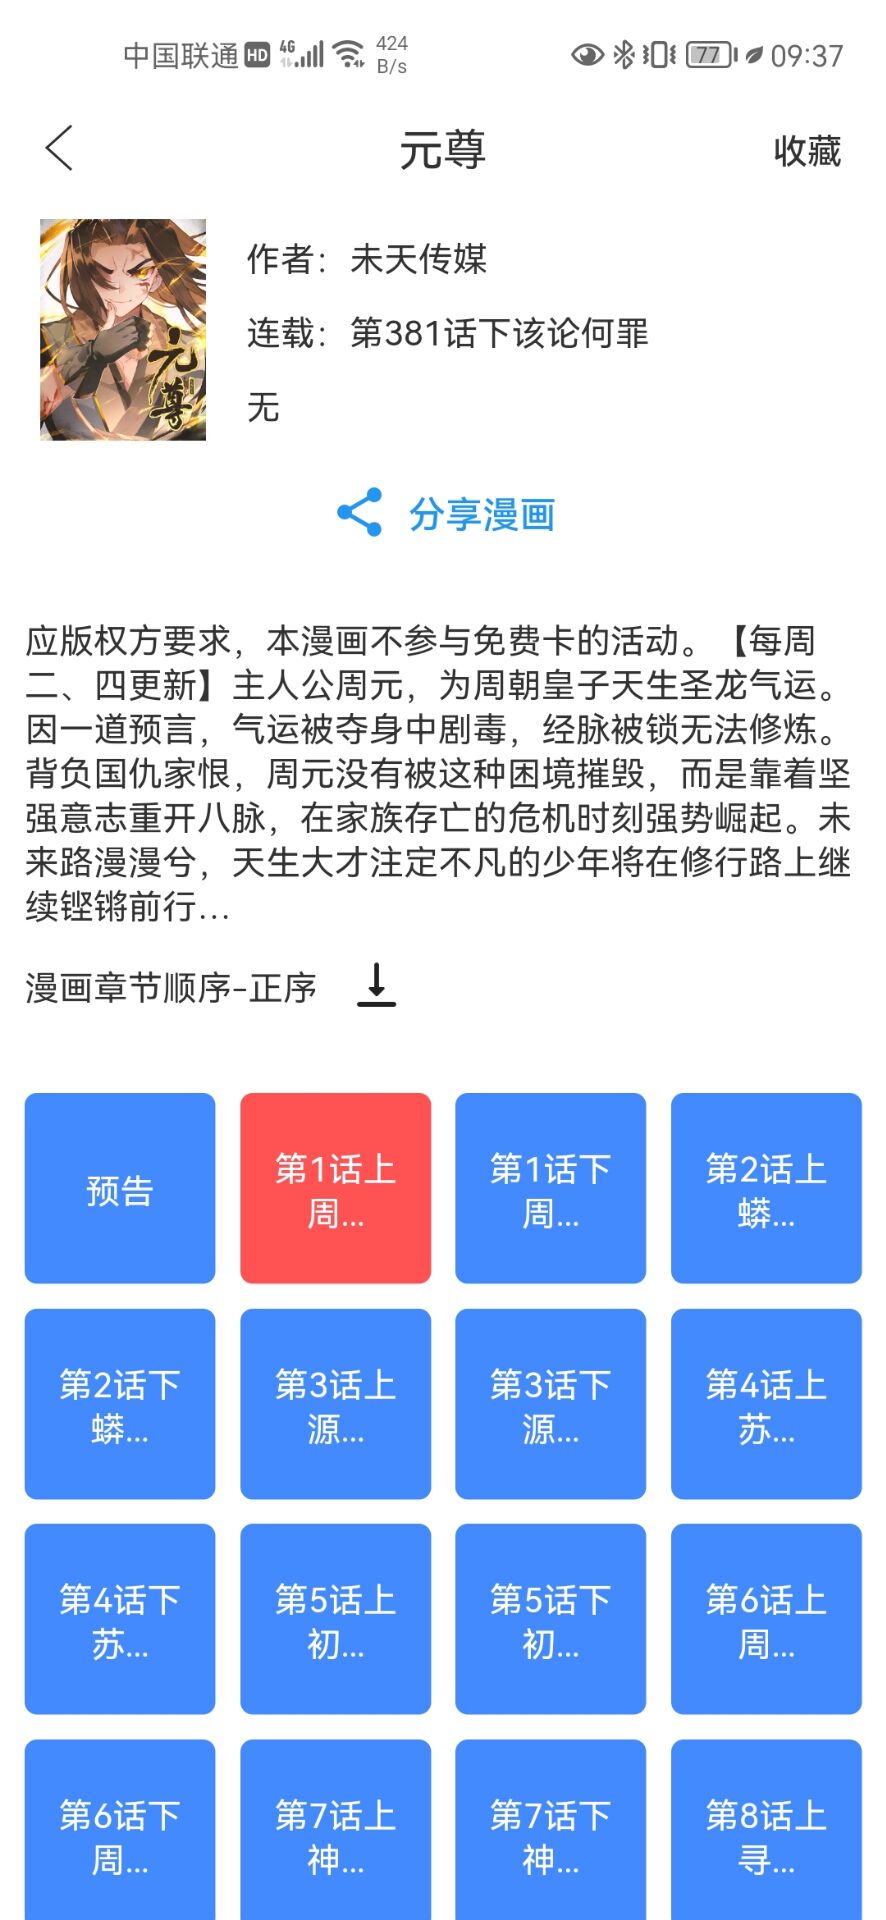 中国联通 HD 4G 424 B/s 77 09:37
元尊 收藏
作者：未天传媒
连载：第381话下该论何罪
无
元尊
分享漫画
应版权方要求，本漫画不参与免费卡的活动。【每周
二、四更新】主人公周元，为周朝皇子天生圣龙气运。
因一道预言，气运被夺身中剧毒，经脉被锁无法修炼。
背负国仇家恨，周元没有被这种困境摧毁，而是靠着坚
强意志重开八脉，在家族存亡的危机时刻强势崛起。未
来路漫漫兮，天生大才注定不凡的少年将在修行路上继
续铿锵前行...
漫画章节顺序-正序
预告
第1话上
周...
第1话下
周...
第2话上
蟒...
第2话下
蟒...
第3话上
源...
第3话下
源...
第4话上
苏...
第4话下
苏...
第5话上
初...
第5话下
初...
第6话上
周...
第6话下
周...
第7话上
神...
第7话下
神...
第8话上
寻...